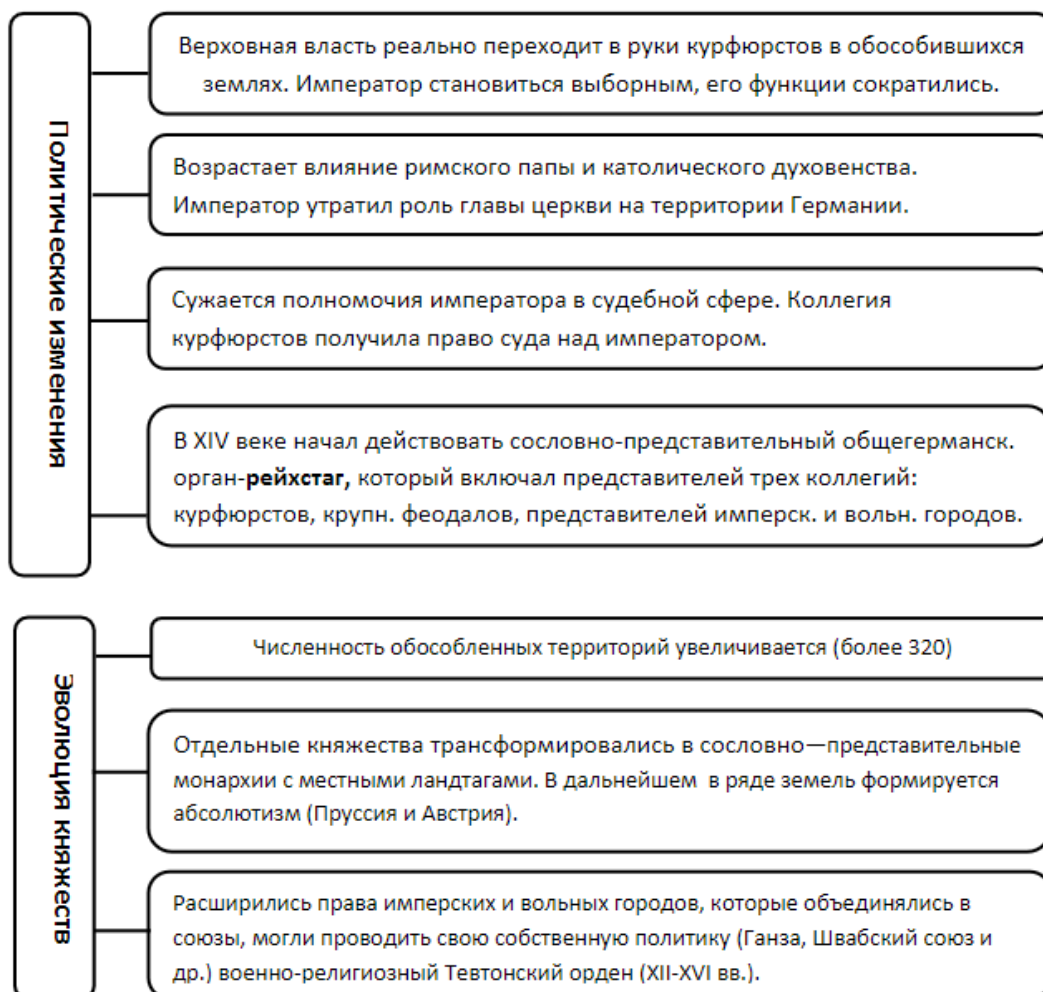 Политические изменения
Верховная власть реально переходит в руки курфюрстов в обособившихся
землях. Император становиться выборным, его функции сократились.
Возрастает влияние римского папы и католического духовенства.
Император утратил роль главы церкви на территории Германии.
Сужается полномочия императора в судебной сфере. Коллегия
курфюрстов получила право суда над императором.
В XIV веке начал действовать сословно-представительный общегерманск.
орган-рейхстаг, который включал представителей трех коллегий:
курфюрстов, крупн. феодалов, представителей имперск. и вольн. городов.
Эволюция княжеств
Численность обособленных территорий увеличивается (более 320)
Отдельные княжества трансформировались в сословно—представительные
монархии с местными ландтагами. В дальнейшем в ряде земель формируется
абсолютизм (Пруссия и Австрия).
Расширились права имперских и вольных городов, которые объединялись в
союзы, могли проводить свою собственную политику (Ганза, Швабский союз и
др.) военно-религиозный Тевтонский орден (XII-XVI вв.).